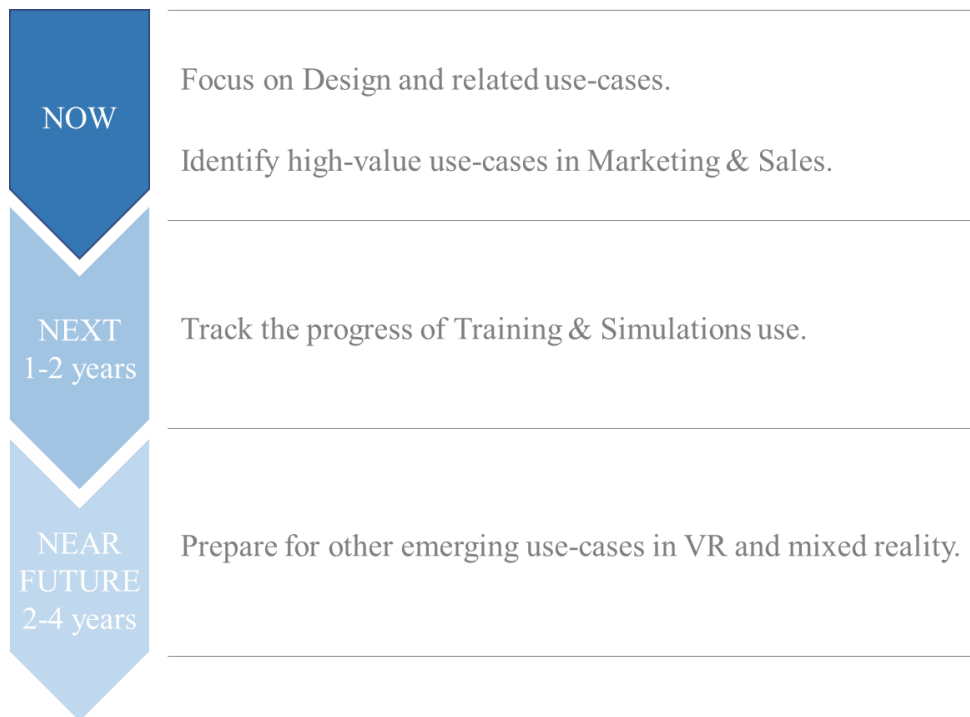 NOW
Focus on Design and related use-cases.
Identify high-value use-cases in Marketing & Sales.
NEXT
1-2 years
Track the progress of Training & Simulations use.
NEAR
FUTURE
2-4 years
Prepare for other emerging use-cases in VR and mixed reality.